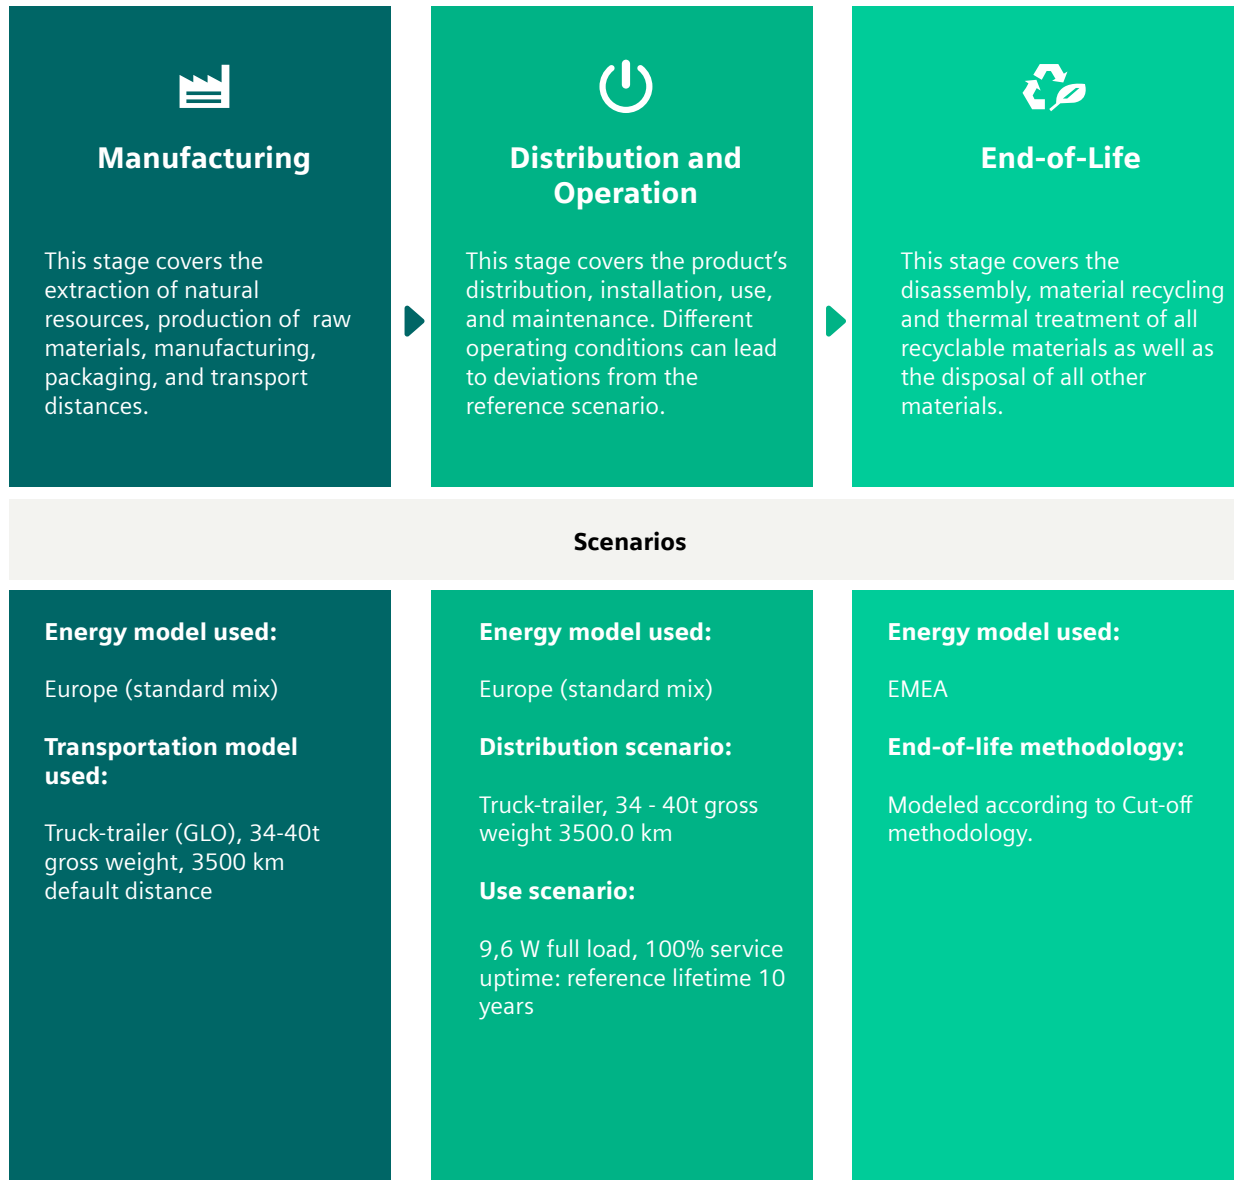 Manufacturing
This stage covers the
extraction of natural
resources, production of  raw
materials, manufacturing,
packaging, and transport
distances.
Distribution and
Operation
This stage covers the product’s
distribution, installation, use,
and maintenance. Different
operating conditions can lead
to deviations from the
reference scenario.
End-of-Life
This stage covers the
disassembly, material recycling
and thermal treatment of all
recyclable materials as well as
the disposal of all other
materials.
Scenarios
Energy model used:
Europe (standard mix)
Transportation model
used:
Truck-trailer (GLO), 34-40t
gross weight, 3500 km
default distance
Energy model used:
Europe (standard mix)
Distribution scenario:
Truck-trailer, 34 - 40t gross
weight 3500.0 km
Use scenario:
9,6 W full load, 100% service
uptime: reference lifetime 10
years
Energy model used:
EMEA
End-of-life methodology:
Modeled according to Cut-off
methodology.